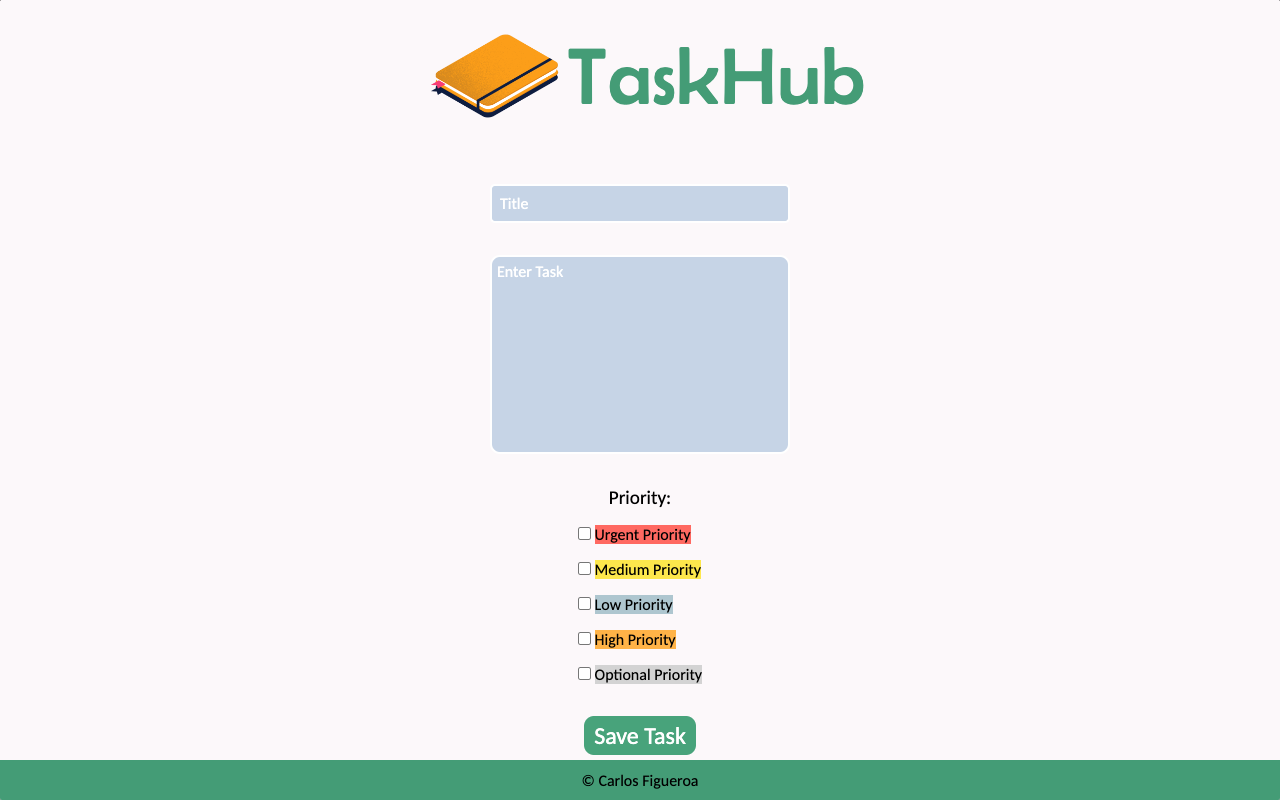 TaskHub
Title
Enter Task
Priority:
Urgent Priority
Medium Priority
Low Priority
High Priority
Optional Priority
Save Task
© Carlos Figueroa